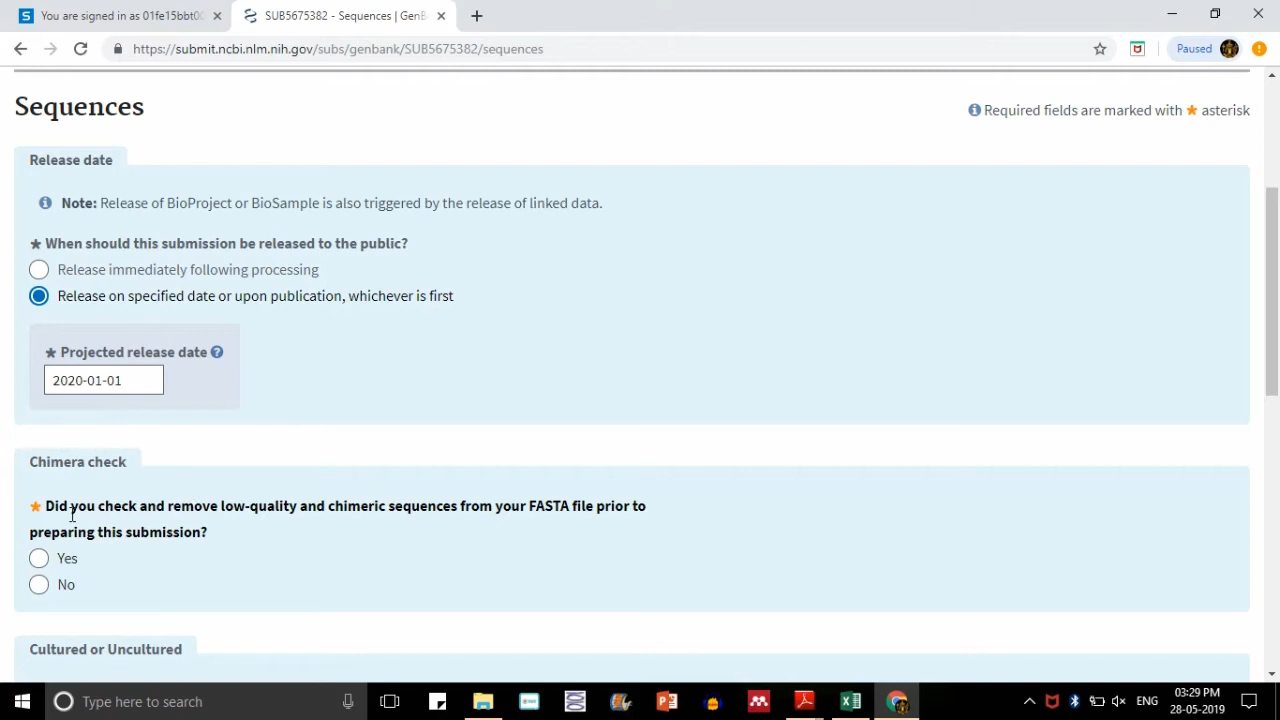 You are signed in as 01fe15bbt00
SUB5675382 - Sequences | GenB
https://submit.ncbi.nlm.nih.gov/subs/genbank/SUB5675382/sequences
Paused
Sequences
Required fields are marked with ★ asterisk
Release date
Note: Release of BioProject or BioSample is also triggered by the release of linked data.
★ When should this submission be released to the public?
Release immediately following processing
Release on specified date or upon publication, whichever is first
★ Projected release date
2020-01-01
Chimera check
★ Did you check and remove low-quality and chimeric sequences from your FASTA file prior to
preparing this submission?
Yes
No
Cultured or Uncultured
Type here to search
ENG
03:29 PM
28-05-2019